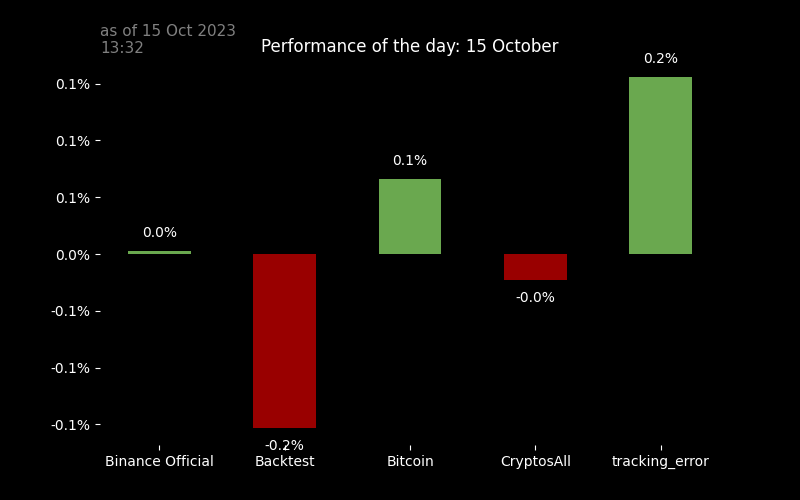 as of 15 Oct 2023
13:32
Performance of the day: 15 October
0.2%
0.1%
0.1%
0.1%
0.1%
0.0%
0.0%
-0.0%
-0.1%
-0.1%
-0.1%
-0.2%
Binance Official
Backtest
Bitcoin
CryptosAll
tracking_error